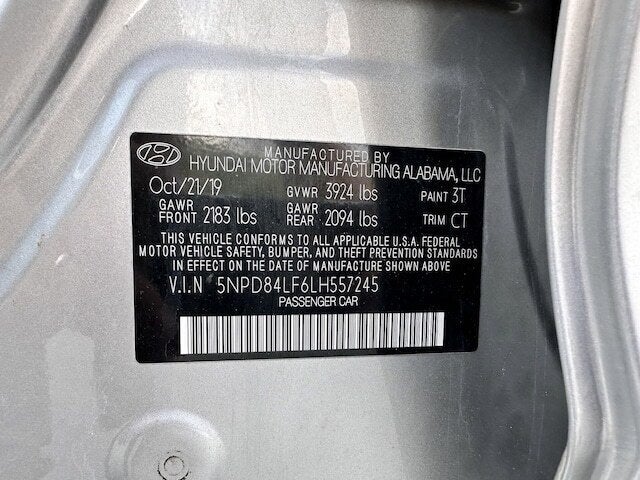 MANUFACTURED BY
HYUNDAI MOTOR MANUFACTURING ALABAMA, LLC
Oct/21/19 GVWR 3924 lbs PAINT 3T
GAWR FRONT 2183 lbs GAWR REAR 2094 lbs TRIM CT
THIS VEHICLE CONFORMS TO ALL APPLICABLE U.S.A. FEDERAL
MOTOR VEHICLE SAFETY, BUMPER, AND THEFT PREVENTION STANDARDS
IN EFFECT ON THE DATE OF MANUFACTURE SHOWN ABOVE
V.I.N 5NPD84LF6LH557245
PASSENGER CAR